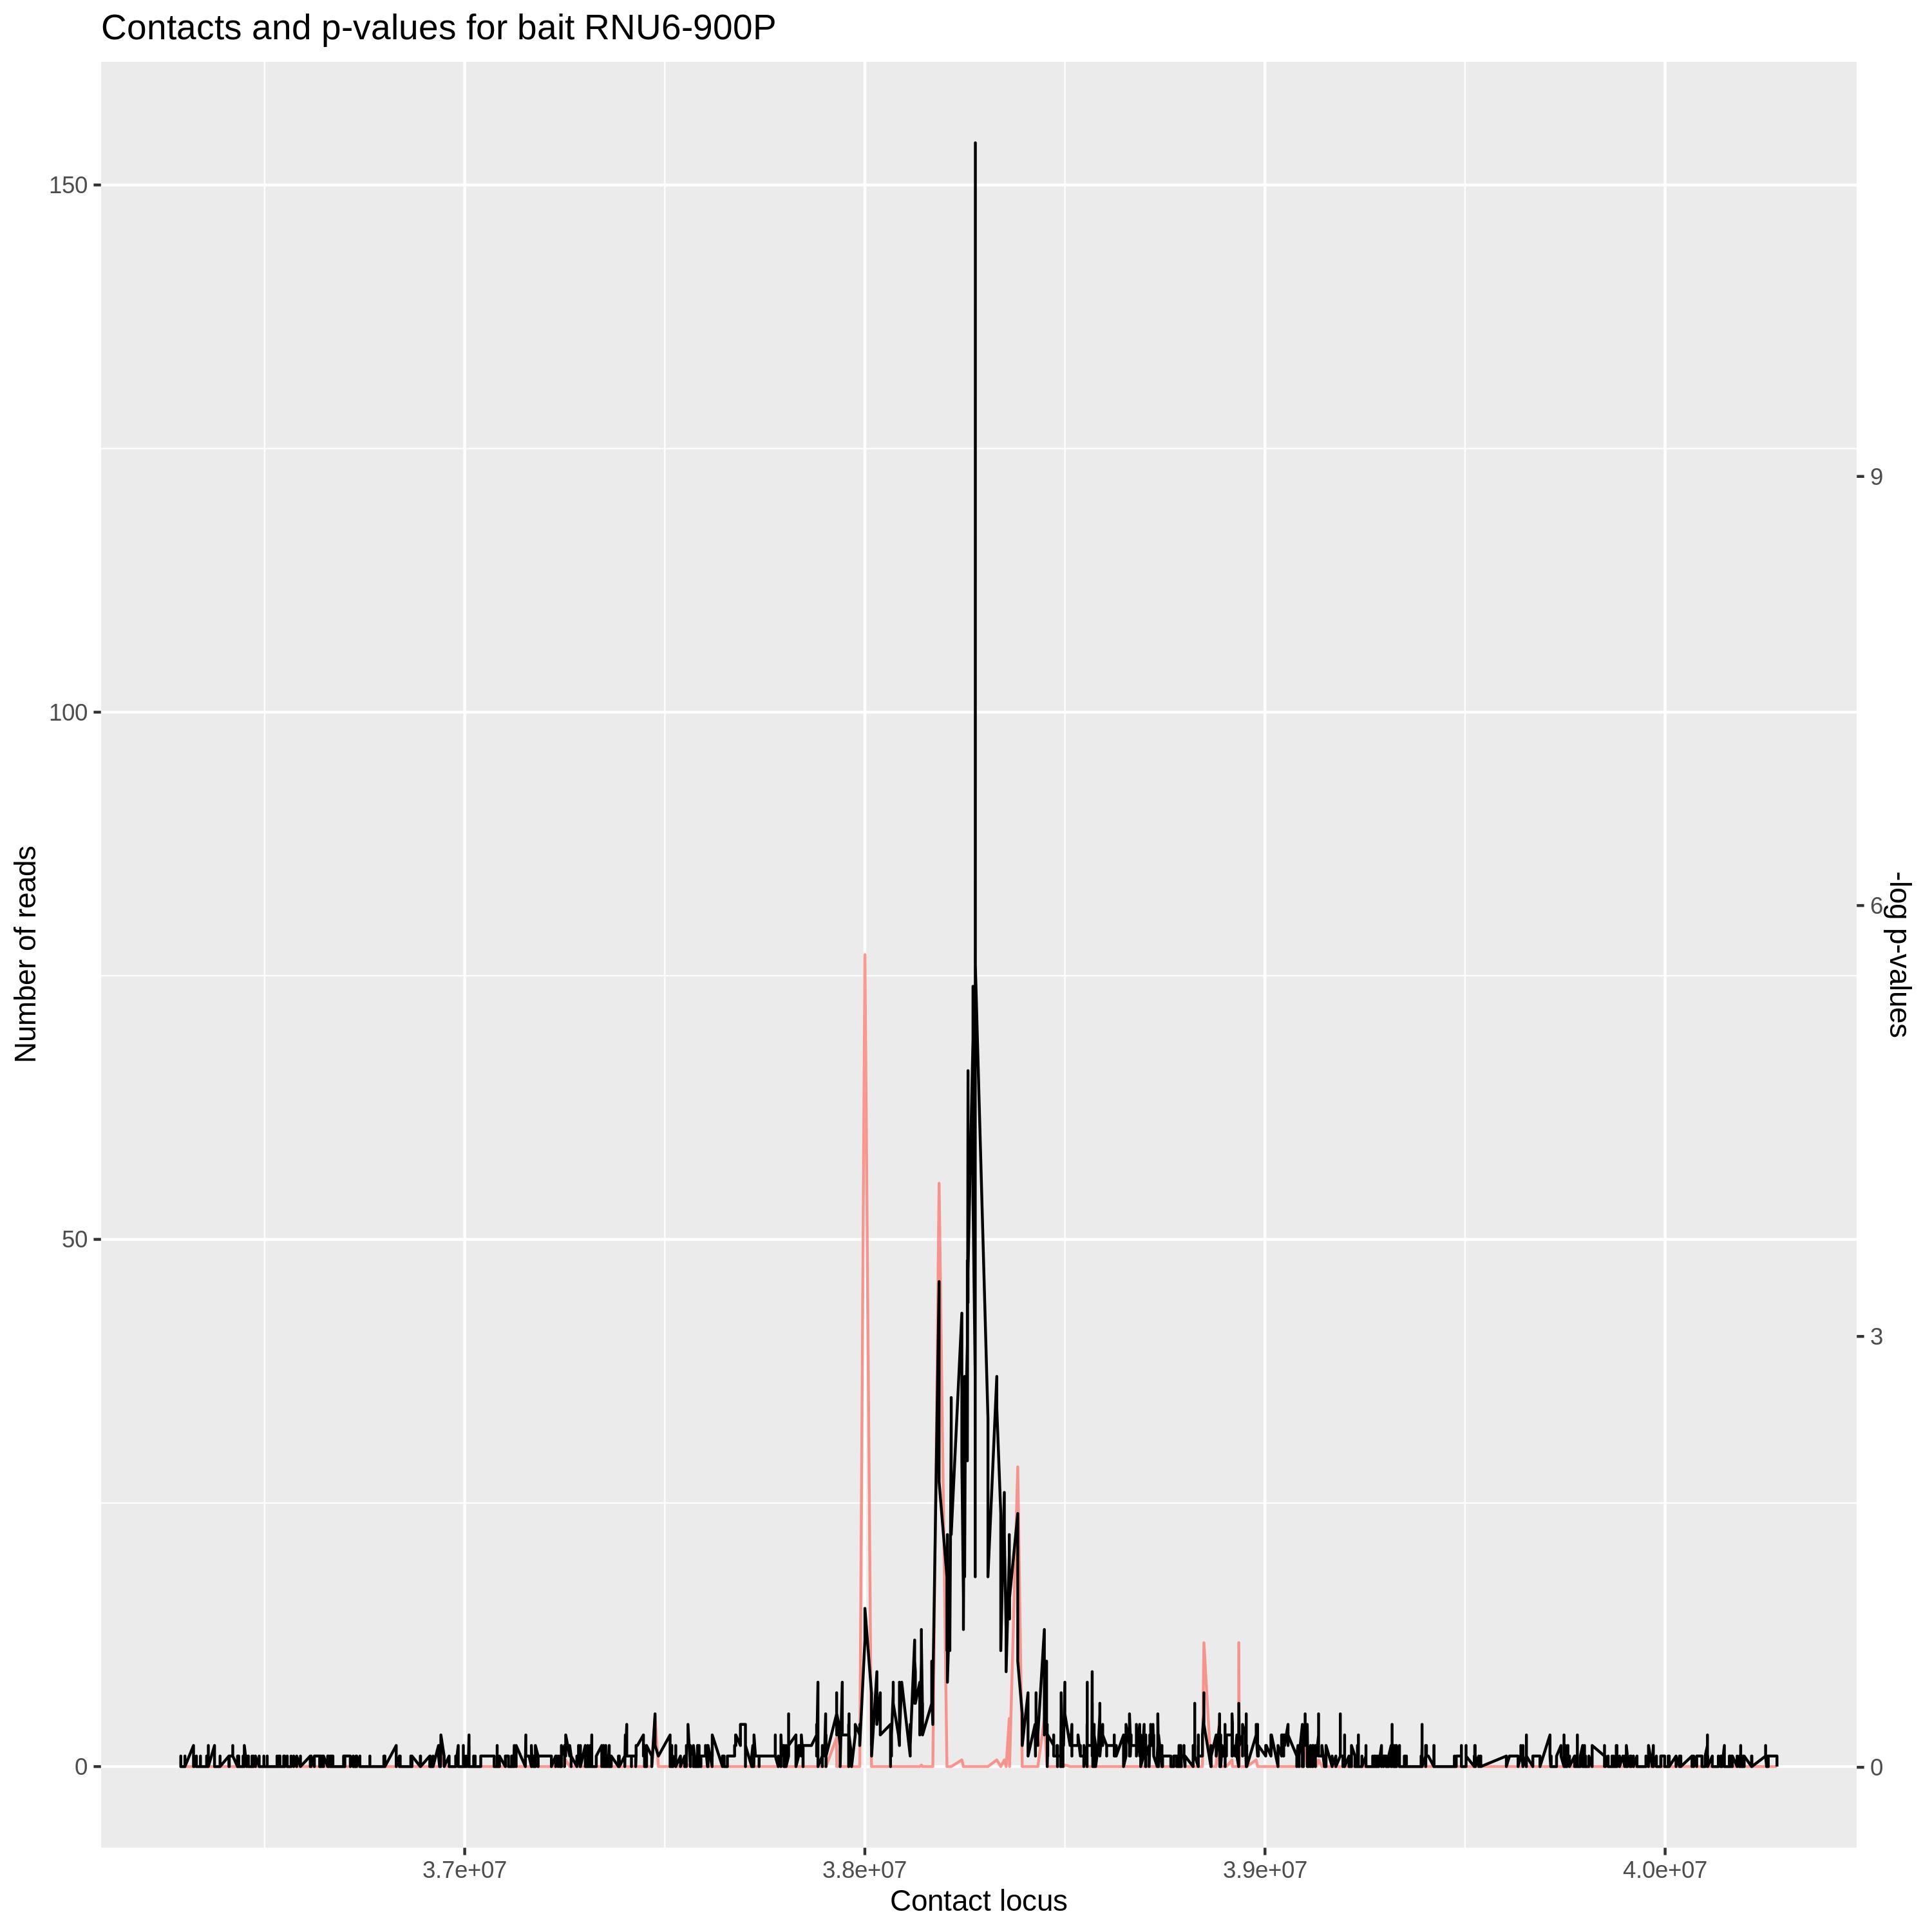 Contacts and p-values for bait RNU6-900P
150
100
50
0
Number of reads
9
6
3
0
-log p-values
3.7e+07
3.8e+07
3.9e+07
4.0e+07
Contact locus